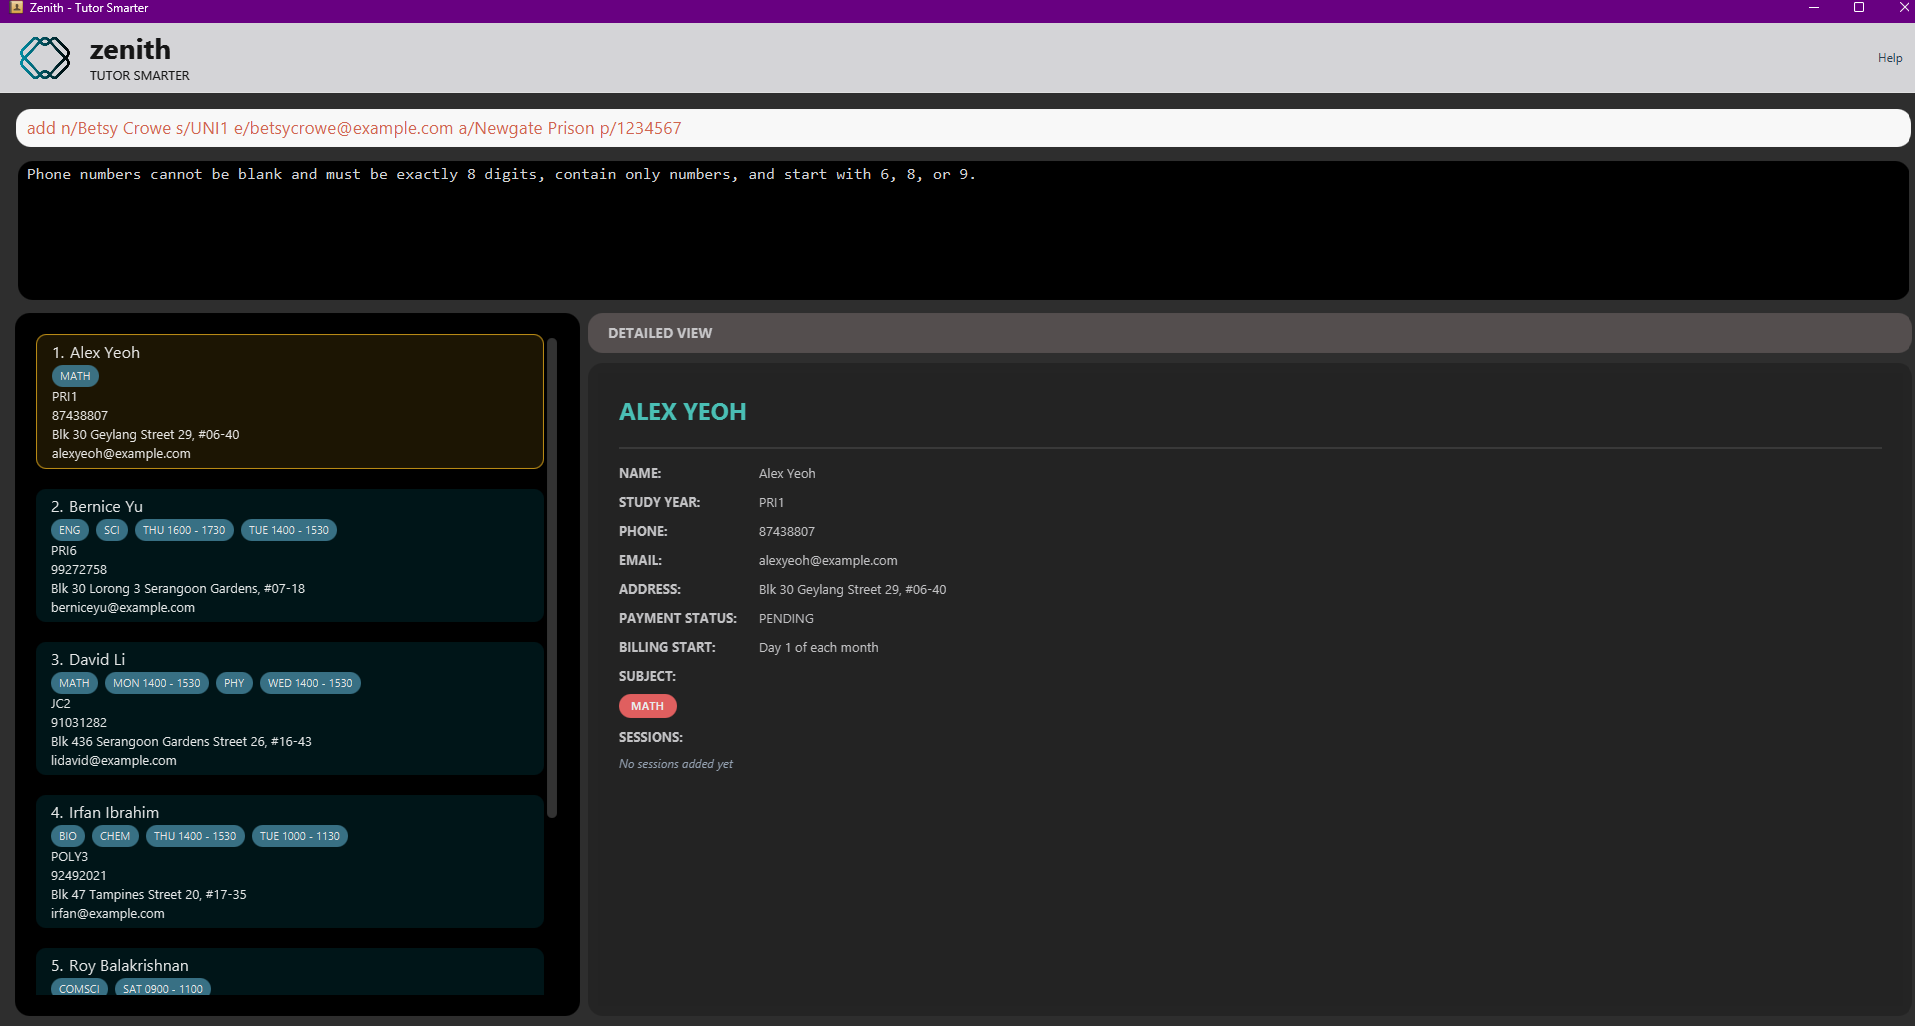 Zenith - Tutor Smarter
zenith
TUTOR SMARTER
Help
add n/Betsy Crowe s/UNI1 e/betsycrowe@example.com a/Newgate Prison p/1234567
Phone numbers cannot be blank and must be exactly 8 digits, contain only numbers, and start with 6, 8, or 9.
1. Alex Yeoh
MATH
PRI1
87438807
Blk 30 Geylang Street 29, #06-40
alexyeoh@example.com
2. Bernice Yu
ENG SCI THU 1600 - 1730 TUE 1400 - 1530
PRI6
99272758
Blk 30 Lorong 3 Serangoon Gardens, #07-18
berniceyu@example.com
3. David Li
MATH MON 1400 - 1530 PHY WED 1400 - 1530
JC2
91031282
Blk 436 Serangoon Gardens Street 26, #16-43
lidavid@example.com
4. Irfan Ibrahim
BIO CHEM THU 1400 - 1530 TUE 1000 - 1130
POLY3
92492021
Blk 47 Tampines Street 20, #17-35
irfan@example.com
5. Roy Balakrishnan
COMSCI SAT 0900 - 1100
DETAILED VIEW
ALEX YEOH
NAME: Alex Yeoh
STUDY YEAR: PRI1
PHONE: 87438807
EMAIL: alexyeoh@example.com
ADDRESS: Blk 30 Geylang Street 29, #06-40
PAYMENT STATUS: PENDING
BILLING START: Day 1 of each month
SUBJECT:
MATH
SESSIONS:
No sessions added yet